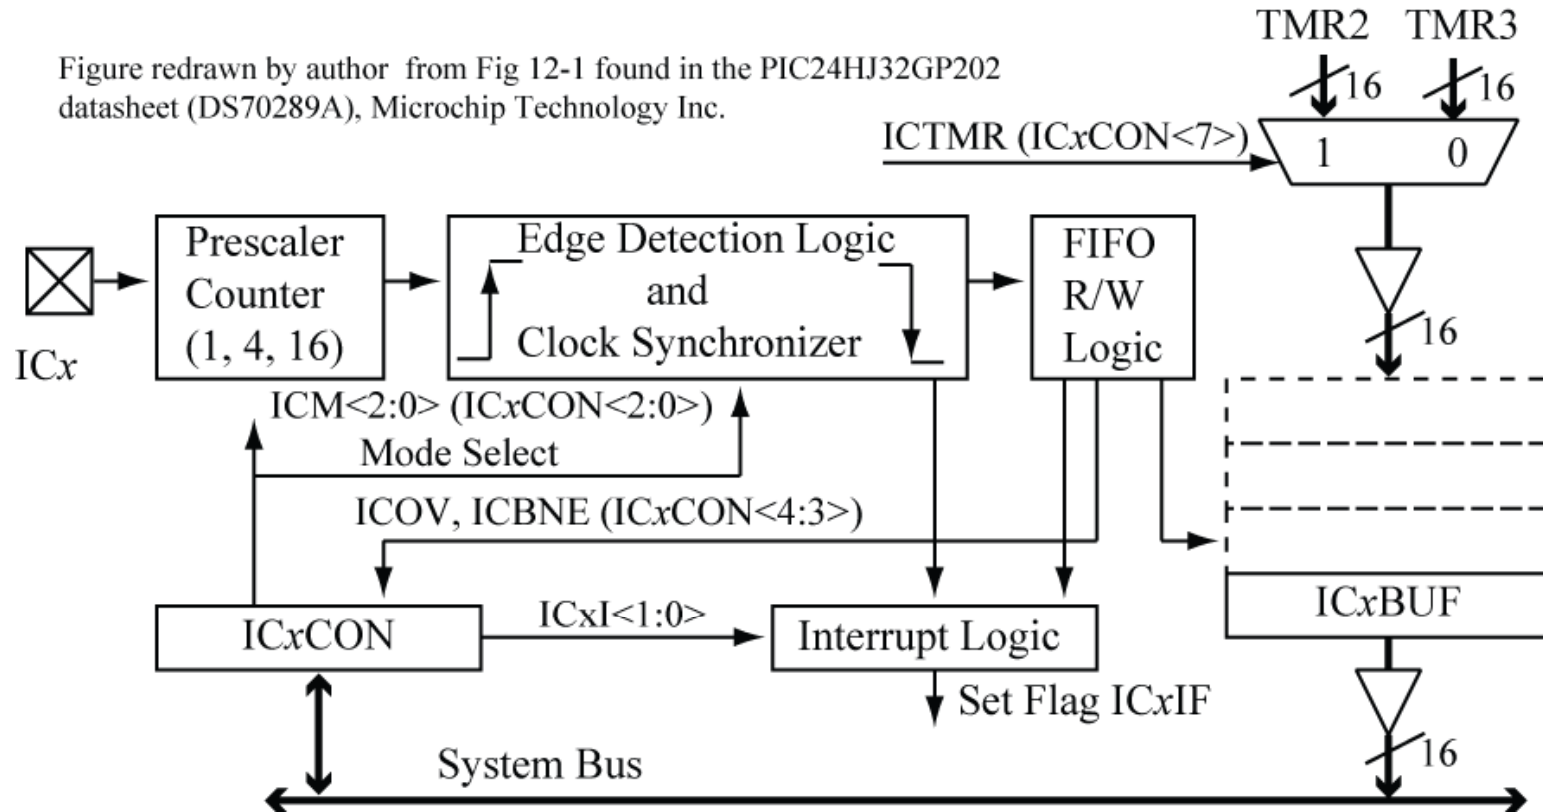 TMR2 TMR3
Figure redrawn by author from Fig 12-1 found in the PIC24HJ32GP202
datasheet (DS70289A), Microchip Technology Inc.
16 16
ICTMR (ICxCON<7>)
1 0
Prescaler
Counter
(1, 4, 16)
Edge Detection Logic
and
Clock Synchronizer
FIFO
R/W
Logic
16
ICx
ICM<2:0> (ICxCON<2:0>)
Mode Select
ICOV, ICBNE (ICxCON<4:3>)
ICxBUF
ICxCON
ICxI<1:0>
Interrupt Logic
Set Flag ICxIF
16
System Bus